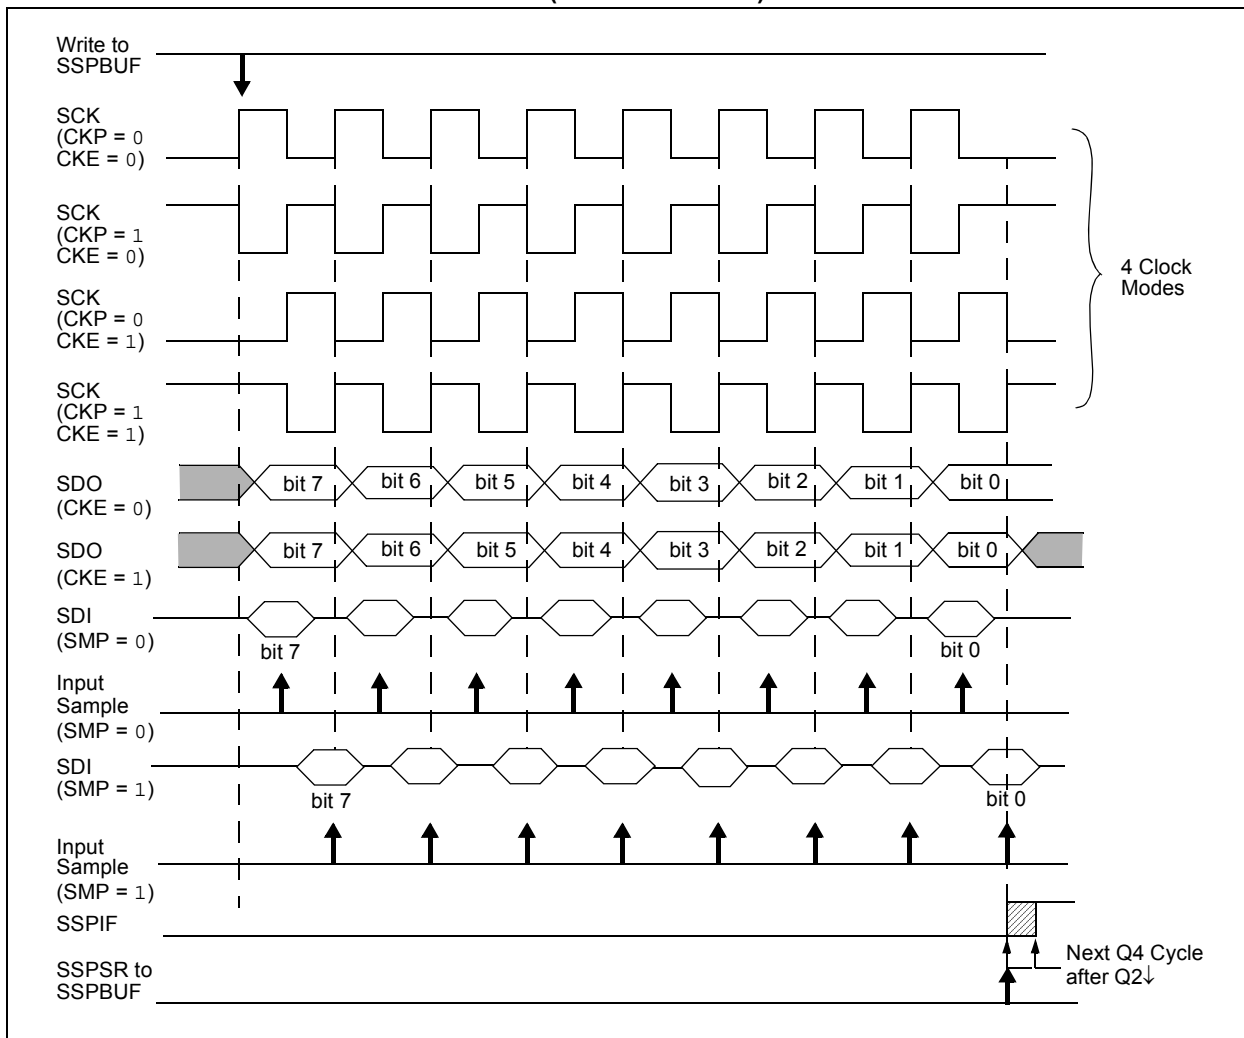 Write to
SSPBUF
SCK
(CKP = 0
CKE = 0)
SCK
(CKP = 1
CKE = 0)
4 Clock
Modes
SCK
(CKP = 0
CKE = 1)
SCK
(CKP = 1
CKE = 1)
SDO
(CKE = 0)
bit 7 bit 6 bit 5 bit 4 bit 3 bit 2 bit 1 bit 0
SDO
(CKE = 1)
bit 7 bit 6 bit 5 bit 4 bit 3 bit 2 bit 1 bit 0
SDI
(SMP = 0)
bit 7 bit 0
Input
Sample
(SMP = 0)
SDI
(SMP = 1)
bit 7 bit 0
Input
Sample
(SMP = 1)
SSPIF
Next Q4 Cycle
after Q2↓
SSPSR to
SSPBUF